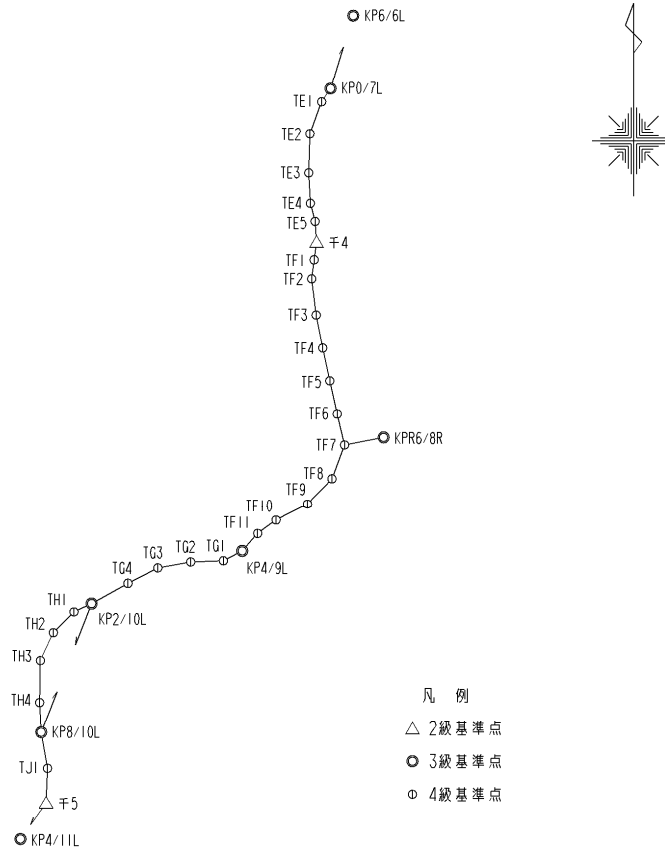 KP6/6L
KP0/7L
TE1
TE2
TE3
TE4
TE5
千4
TF1
TF2
TF3
TF4
TF5
TF6
KPR6/8R
TF7
TF8
TF9
TF10
TF11
TG1
TG2
TG3
KP4/9L
TG4
TH1
KP2/10L
TH2
TH3
TH4
KP8/10L
TJ1
千5
KP4/11L
凡 例
2級基準点
3級基準点
4級基準点